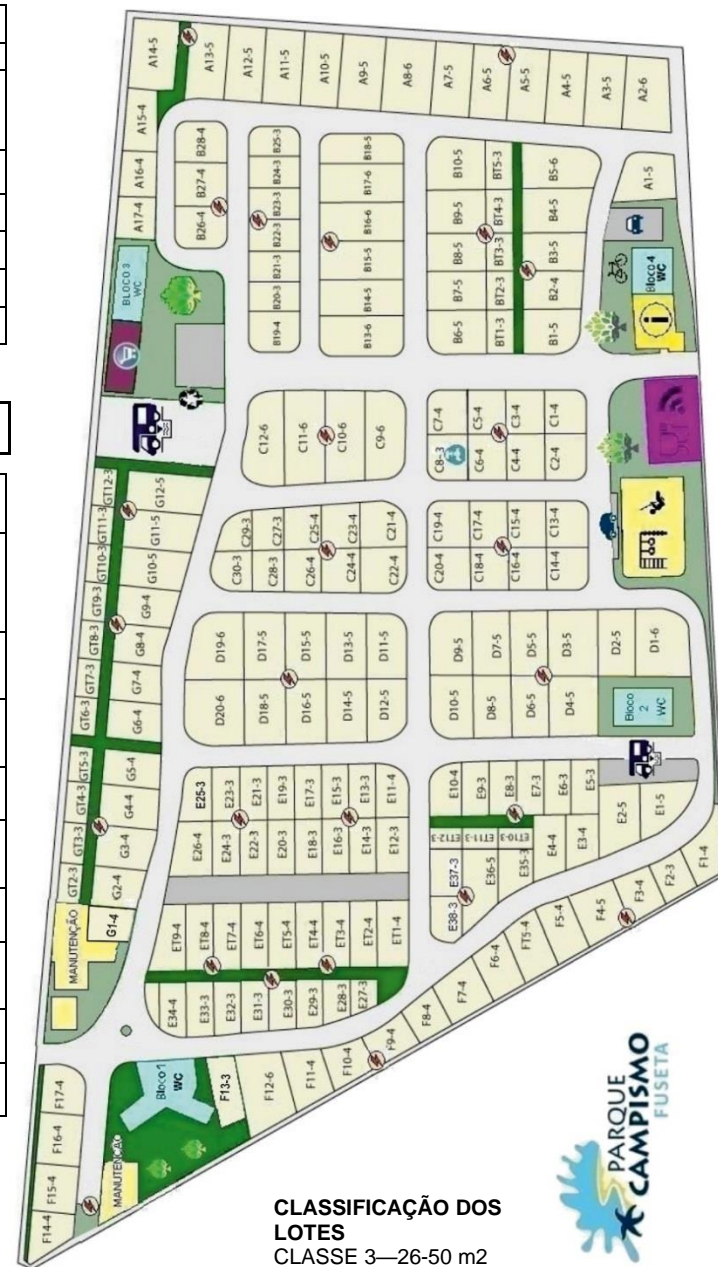 A14-5
A13-5
A12-5
A11-5
A10-5
A9-5
A8-6
A7-5
A6-5
A5-5
A4-5
A3-5
A2-6
A1-5
A15-4
A16-4
A17-4
B28-4
B27-4
B26-4
B25-3
B24-3
B23-3
B22-3
B21-3
B20-3
B19-4
B18-5
B17-6
B16-6
B15-5
B14-5
B13-6
B10-5
B9-5
B8-5
B7-5
B6-5
BT5-3
BT4-3
BT3-3
BT2-3
BT1-3
B5-6
B4-5
B3-5
B2-4
B1-5
BLOCO 3
WC
Bloco 4
WC
C12-6
C11-6
C10-6
C9-6
C7-4
C8-3
C5-4
C6-4
C3-4
C4-4
C1-4
C2-4
C29-3
C30-3
C27-3
C28-3
C25-4
C26-4
C23-4
C24-4
C21-4
C22-4
C19-4
C20-4
C17-4
C18-4
C15-4
C16-4
C13-4
C14-4
GT12-3
GT11-3
GT10-3
GT9-3
GT8-3
GT7-3
GT6-3
GT5-3
GT4-3
GT3-3
GT2-3
G12-5
G11-5
G10-5
G9-4
G8-4
G7-4
G6-4
G5-4
G4-4
G3-4
G2-4
G1-4
MANUTENÇÃO
D19-6
D17-5
D15-5
D13-5
D11-5
D20-6
D18-5
D16-5
D14-5
D12-5
D9-5
D7-5
D5-5
D3-5
D2-5
D1-6
D10-5
D8-5
D6-5
D4-5
Bloco
2
WC
E25-3
E23-3
E21-3
E19-3
E17-3
E15-3
E13-3
E11-4
E26-4
E24-3
E22-3
E20-3
E18-3
E16-3
E14-3
E12-3
E10-4
E9-3
E8-3
E7-3
E6-3
E5-3
ET12-3
ET11-3
ET10-3
E37-3
E38-3
E36-5
E35-3
E4-4
E3-4
E2-5
E1-5
ET9-4
ET8-4
ET7-4
ET6-4
ET5-4
ET4-4
ET3-4
ET2-4
ET1-4
E34-4
E33-3
E32-3
E31-3
E30-3
E29-3
E28-3
E27-3
F1-4
F2-3
F3-4
F4-5
F5-4
FT5-4
F6-4
F7-4
F8-4
F9-4
F10-4
F11-4
F12-6
F13-3
Bloco 1
WC
MANUTENÇÃO
F17-4
F16-4
F15-4
F14-4
PARQUE
CAMPISMO
FUSETA
CLASSIFICAÇÃO DOS
LOTES
CLASSE 3—26-50 m2